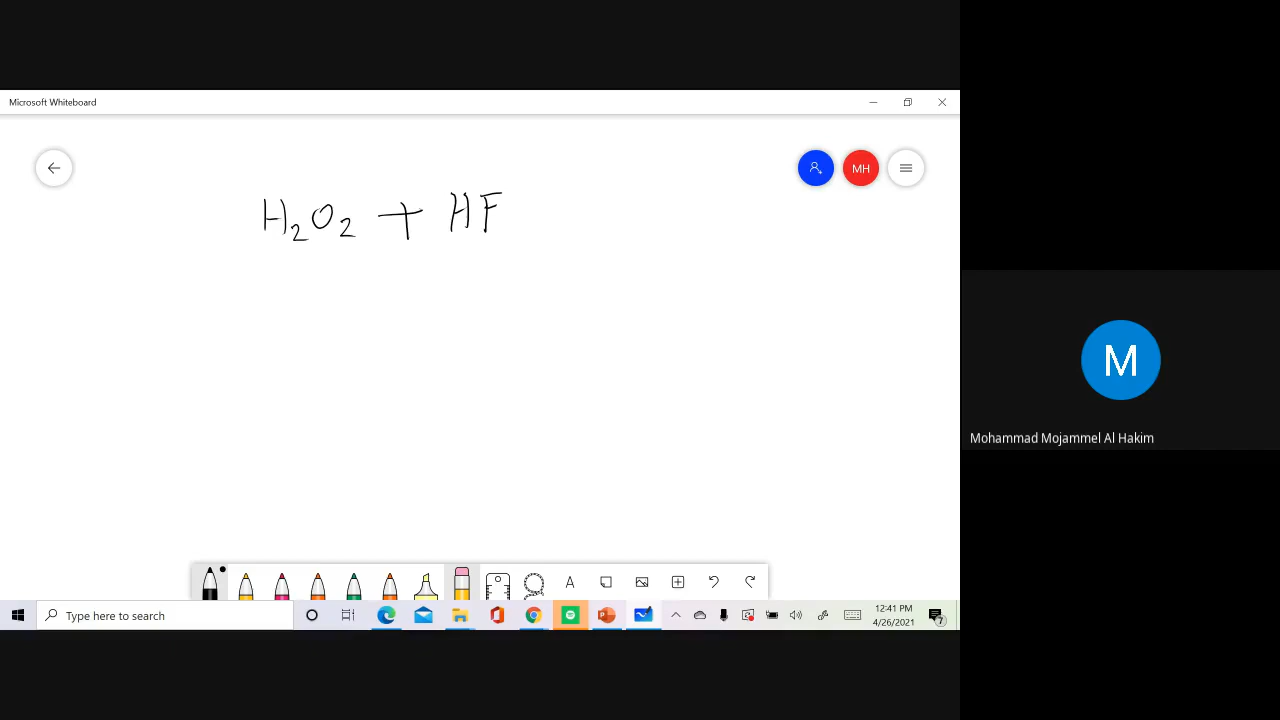 Microsoft Whiteboard
MH
H₂O₂ + HF
M
Mohammad Mojammel Al Hakim
A
Type here to search
12:41 PM
4/26/2021
7